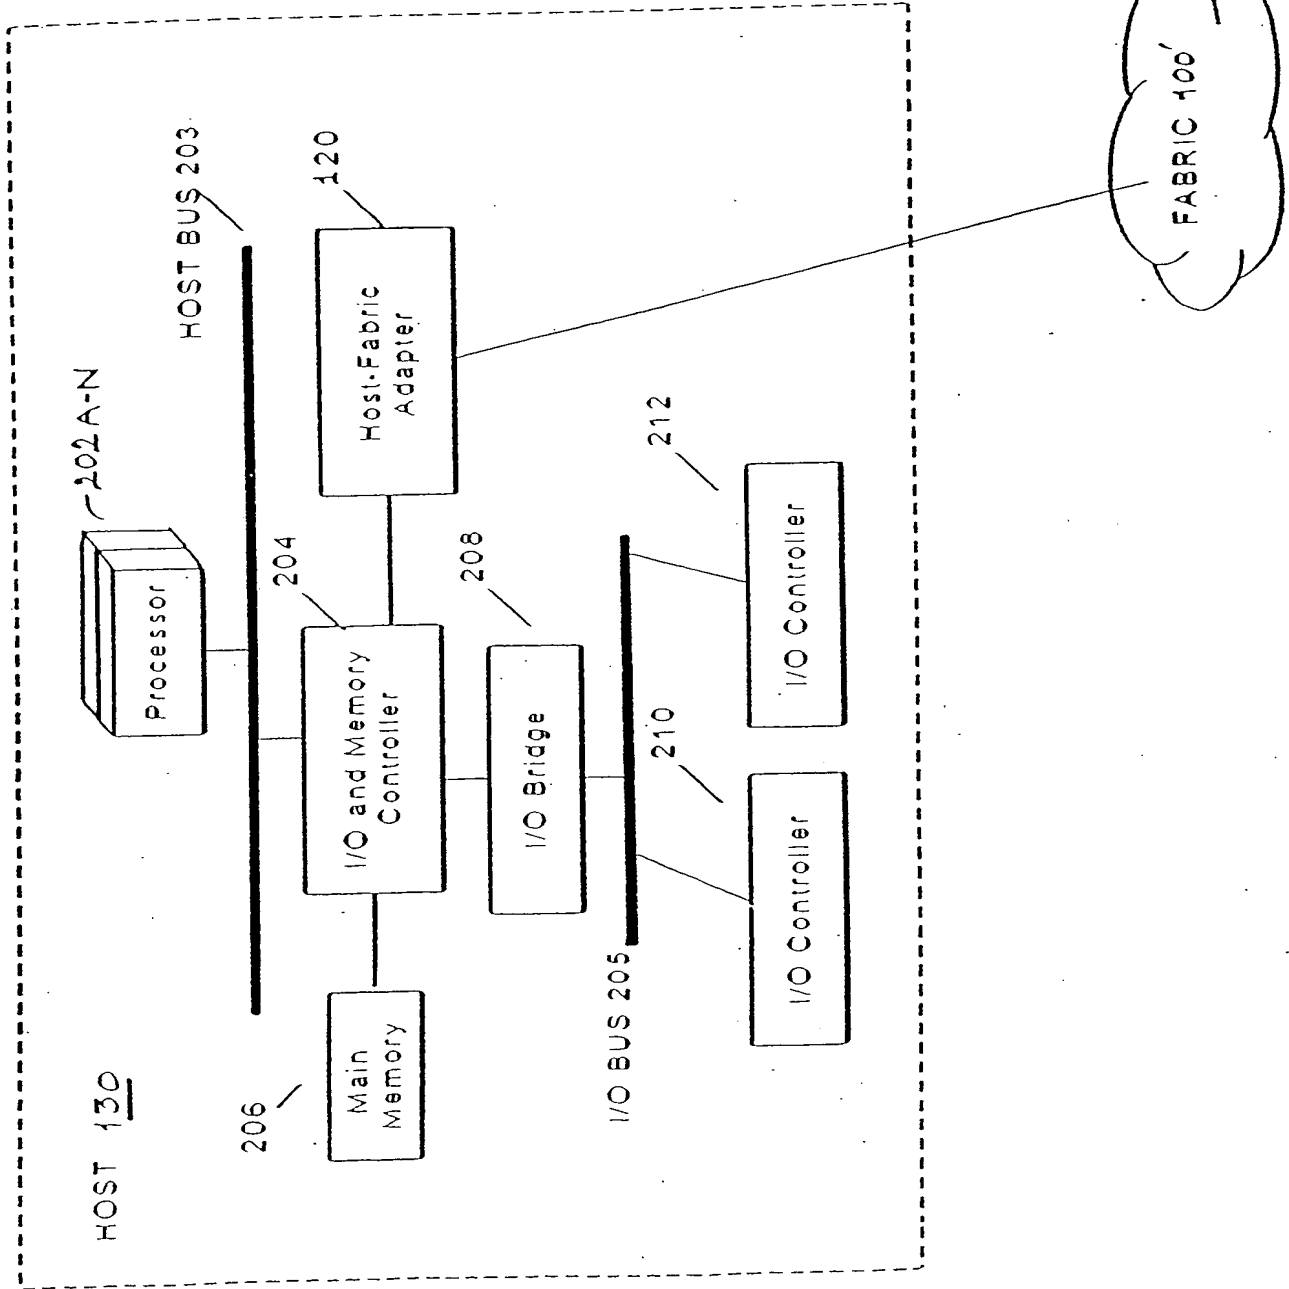 HOST 130
202A-N
Processor
HOST BUS 203
204
I/O and Memory
Controller
206
Main
Memory
120
Host-Fabric
Adapter
208
I/O Bridge
I/O BUS 205
210
I/O Controller
212
I/O Controller
FABRIC 100'